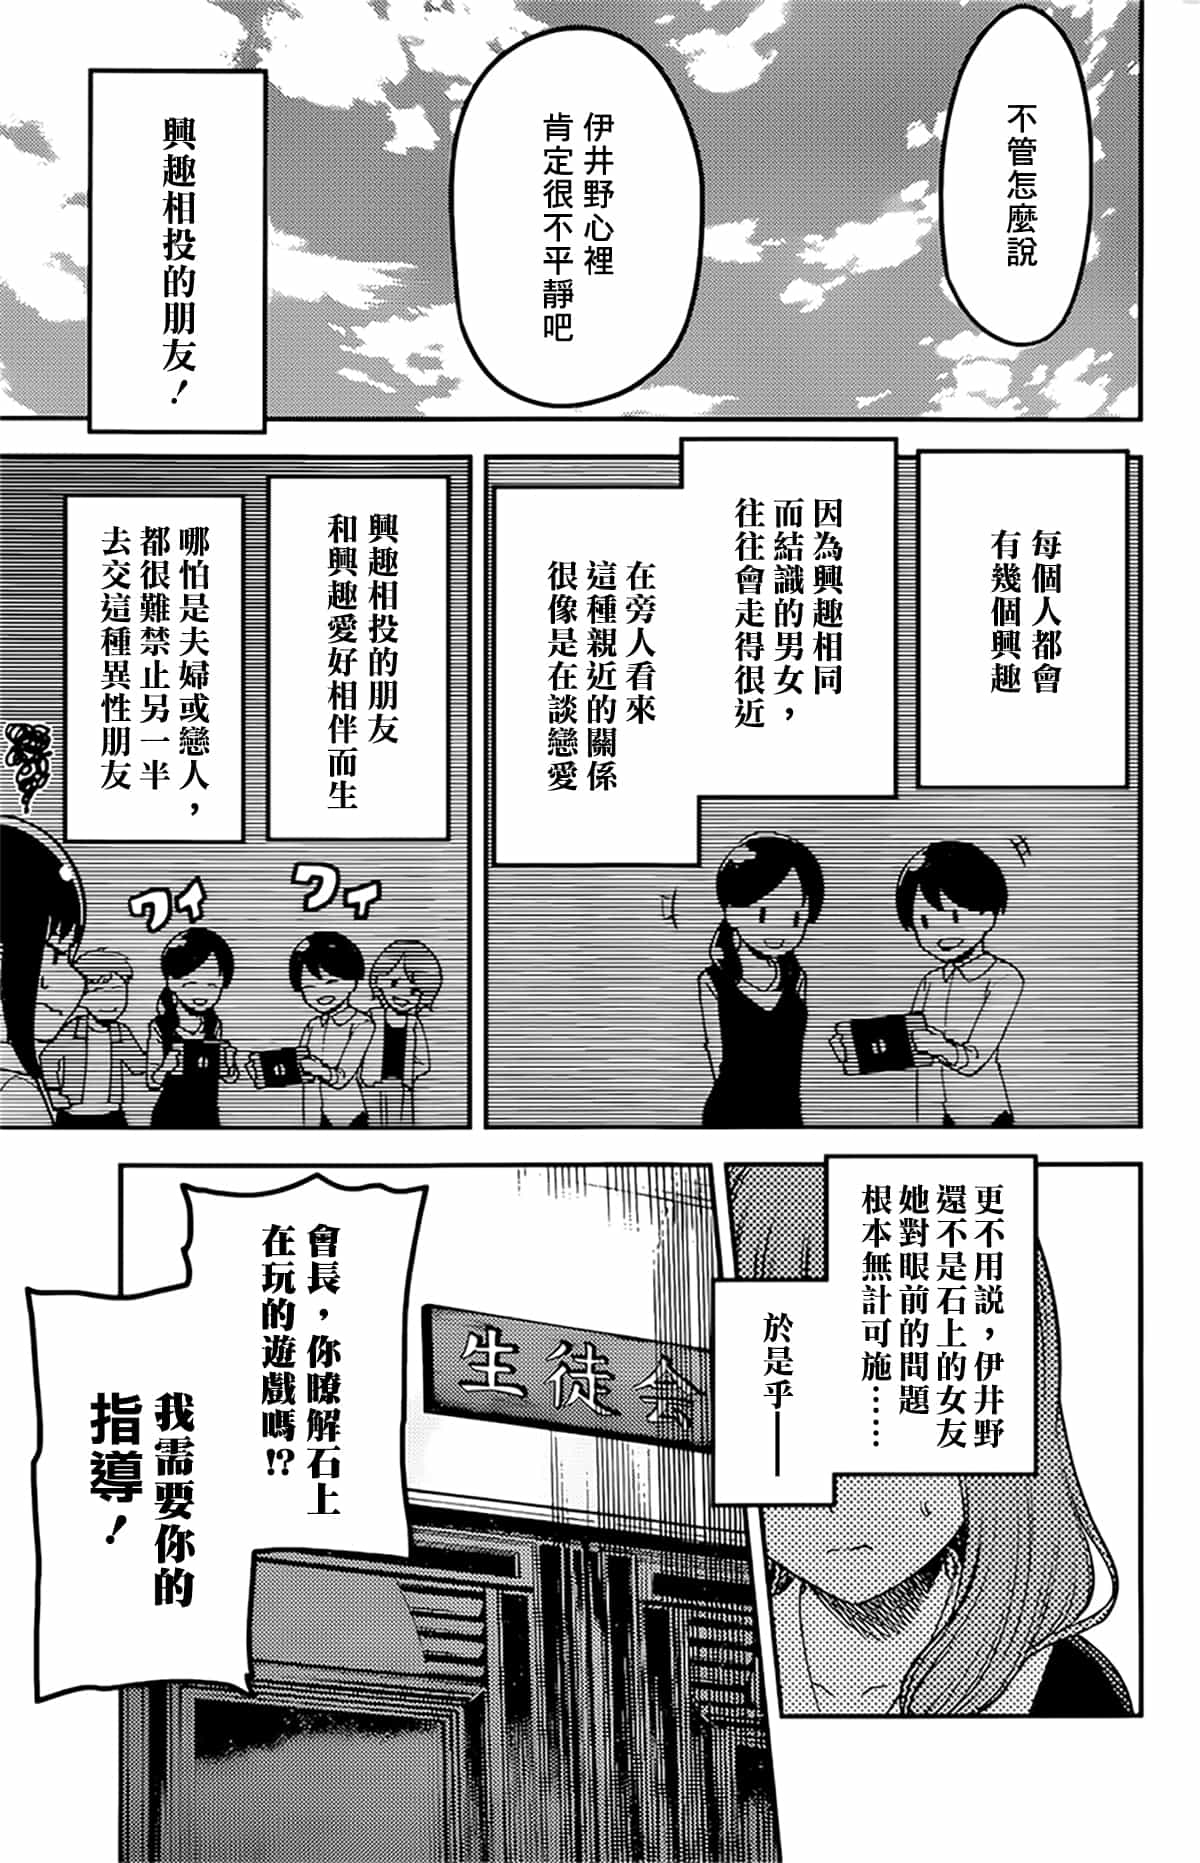 不管怎麼說
伊井野心裡
肯定很不平靜吧
興趣相投的朋友！
每個人都會
有幾個興趣
因為興趣相同
而結識的男女，
往往會走得很近
在旁人看來
這種親近的關係
很像是在談戀愛
興趣相投的朋友
和興趣愛好相伴而生
哪怕是夫婦或戀人，
都很難禁止另一半
去交這種異性朋友
ワイ
ワイ
更不用説，伊井野
還不是石上的女友
她對眼前的問題
根本無計可施……
於是乎——
生徒会
會長，你瞭解石上
在玩的遊戲嗎!?
我需要你的
指導！